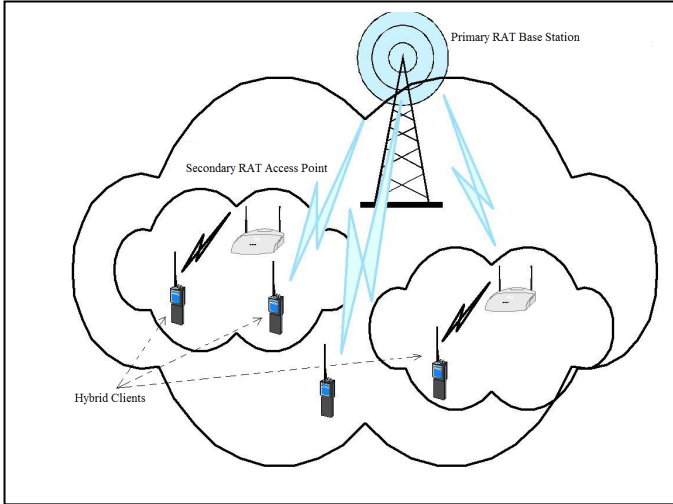 Primary RAT Base Station
Secondary RAT Access Point
Hybrid Clients